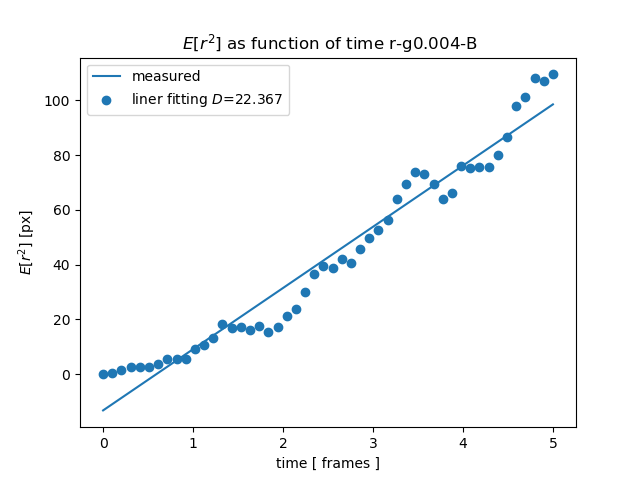 E[r²] as function of time r-g0.004-B
measured
liner fitting D=22.367
E[r²] [px]
100
80
60
40
20
0
0 1 2 3 4 5
time [ frames ]